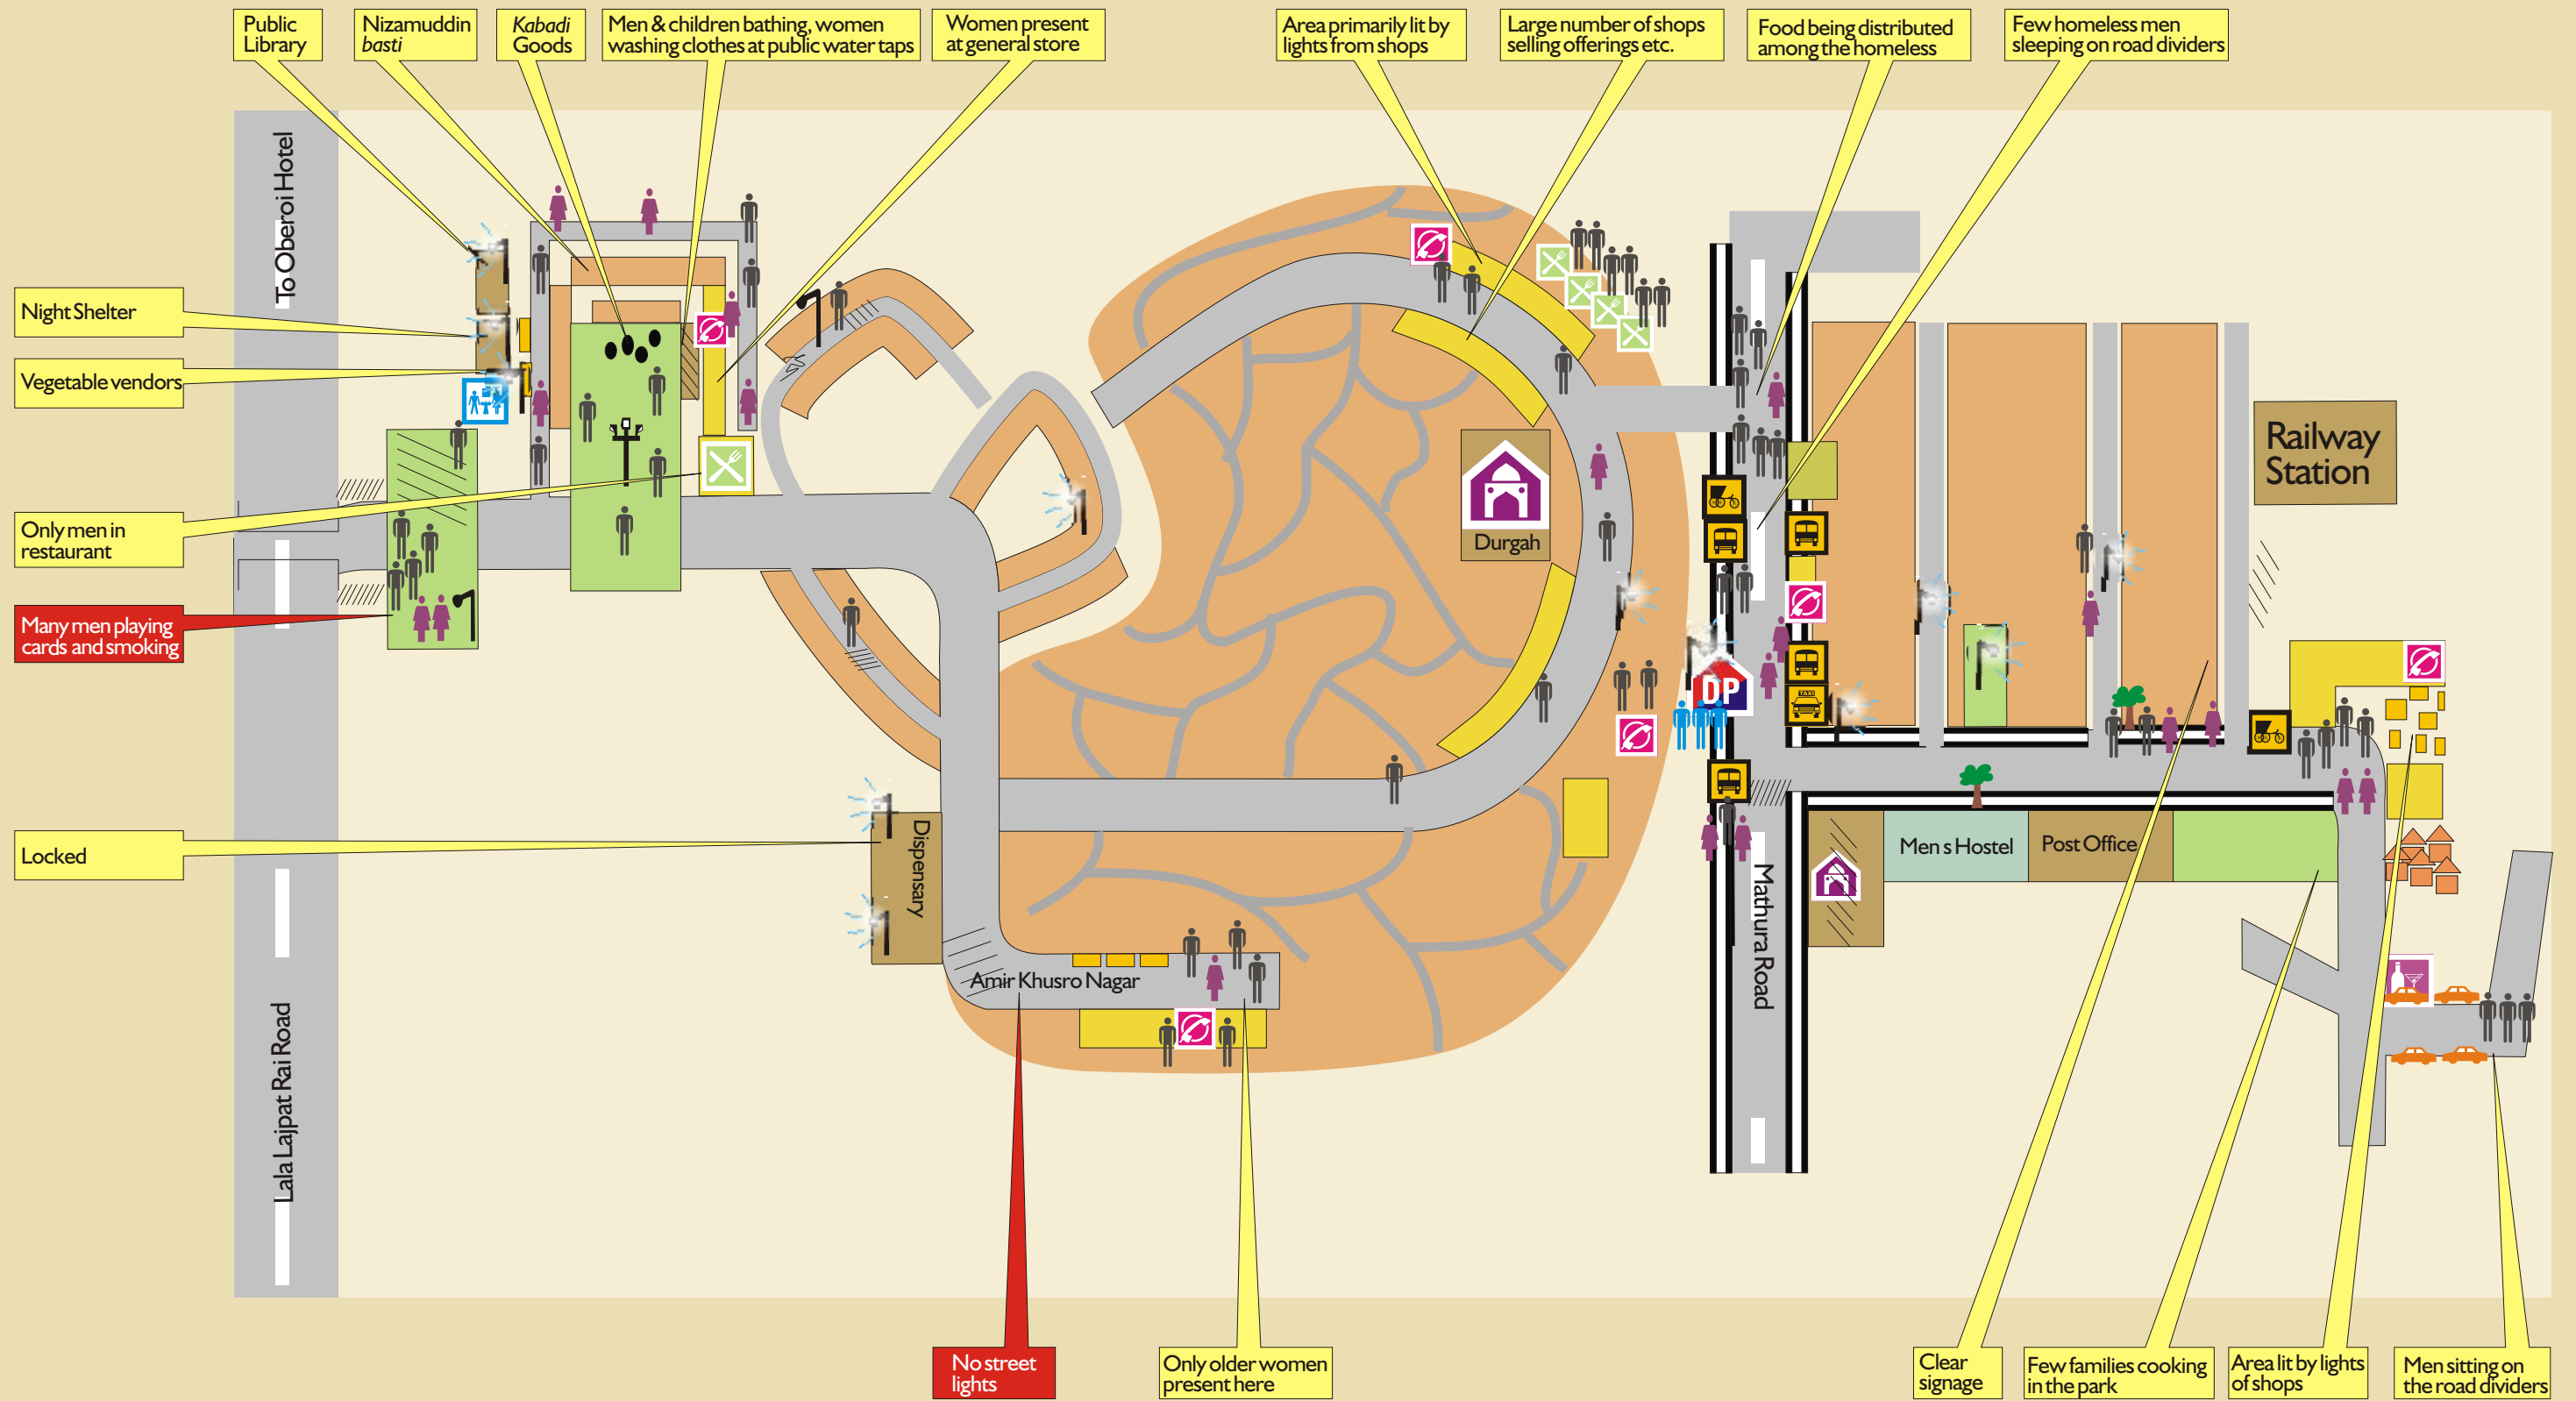 Public
Library
Nizamuddin
basti
Kabadi
Goods
Men & children bathing, women
washing clothes at public water taps
Women present
at general store
Area primarily lit by
lights from shops
Large number of shops
selling offerings etc.
Food being distributed
among the homeless
Few homeless men
sleeping on road dividers
To Oberoi Hotel
Night Shelter
Vegetable vendors
Only men in
restaurant
Many men playing
cards and smoking
Locked
Lala Lajpat Rai Road
Dispensary
Amir Khusro Nagar
Durgah
DP
TAXI
Mathura Road
Railway
Station
Men s Hostel
Post Office
No street
lights
Only older women
present here
Clear
signage
Few families cooking
in the park
Area lit by lights
of shops
Men sitting on
the road dividers